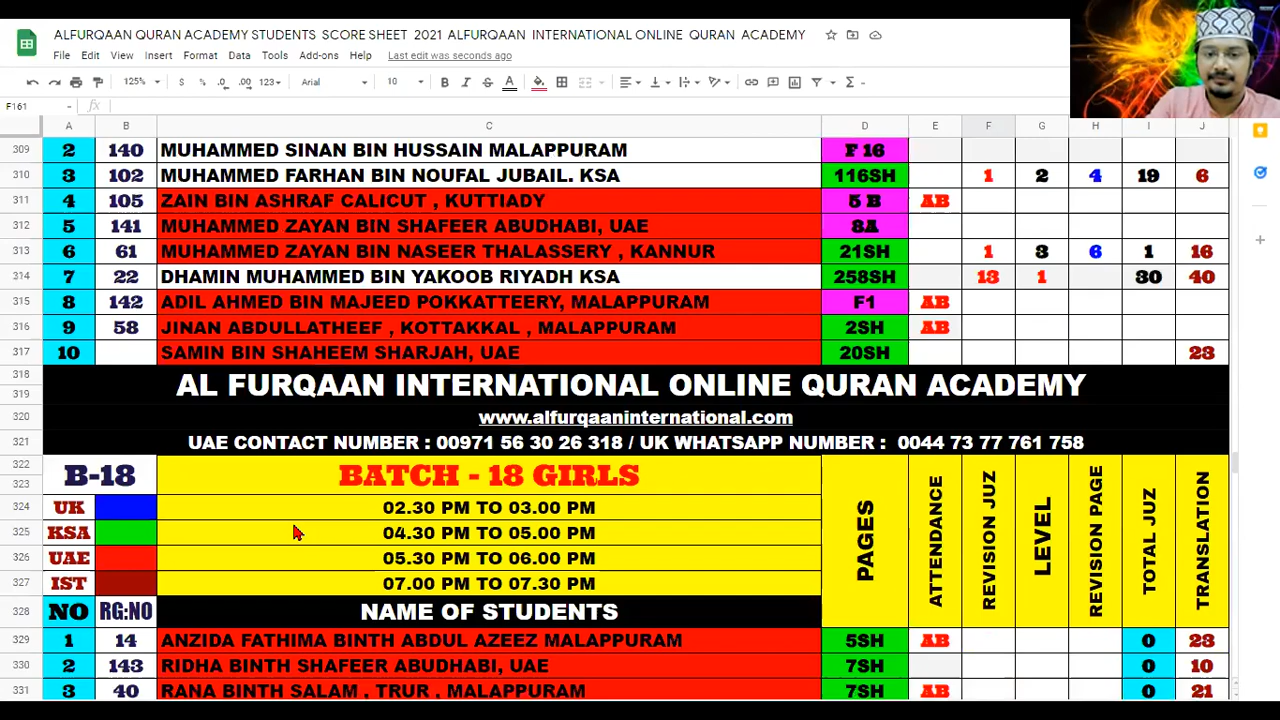 ALFURQAAN QURAN ACADEMY STUDENTS SCORE SHEET 2021 ALFURQAAN INTERNATIONAL ONLINE QURAN ACADEMY
File Edit View Insert Format Data Tools Add-ons Help Last edit was seconds ago
125% $ % .0 .00 123 Arial 10 B I S A
F161 fx
A B C D E F G H I J
309 2 140 MUHAMMED SINAN BIN HUSSAIN MALAPPURAM F 16
310 3 102 MUHAMMED FARHAN BIN NOUFAL JUBAIL. KSA 116SH 1 2 4 19 6
311 4 105 ZAIN BIN ASHRAF CALICUT , KUTTIADY 5 B AB
312 5 141 MUHAMMED ZAYAN BIN SHAFEER ABUDHABI, UAE 8A
313 6 61 MUHAMMED ZAYAN BIN NASEER THALASSERY , KANNUR 21SH 1 3 6 1 16
314 7 22 DHAMIN MUHAMMED BIN YAKOOB RIYADH KSA 258SH 13 1 30 40
315 8 142 ADIL AHMED BIN MAJEED POKKATTEERY, MALAPPURAM F1 AB
316 9 58 JINAN ABDULLATHEEF , KOTTAKKAL , MALAPPURAM 2SH AB
317 10 SAMIN BIN SHAHEEM SHARJAH, UAE 20SH 23
318
319 AL FURQAAN INTERNATIONAL ONLINE QURAN ACADEMY
320 www.alfurqaaninternational.com
321 UAE CONTACT NUMBER : 00971 56 30 26 318 / UK WHATSAPP NUMBER : 0044 73 77 761 758
322
323 B-18 BATCH - 18 GIRLS
324 UK 02.30 PM TO 03.00 PM
325 KSA 04.30 PM TO 05.00 PM
326 UAE 05.30 PM TO 06.00 PM
327 IST 07.00 PM TO 07.30 PM
PAGES ATTENDANCE REVISION JUZ LEVEL REVISION PAGE TOTAL JUZ TRANSLATION
328 NO RG:NO NAME OF STUDENTS
329 1 14 ANZIDA FATHIMA BINTH ABDUL AZEEZ MALAPPURAM 5SH AB 0 23
330 2 143 RIDHA BINTH SHAFEER ABUDHABI, UAE 7SH 0 10
331 3 40 RANA BINTH SALAM , TRUR , MALAPPURAM 7SH AB 0 21